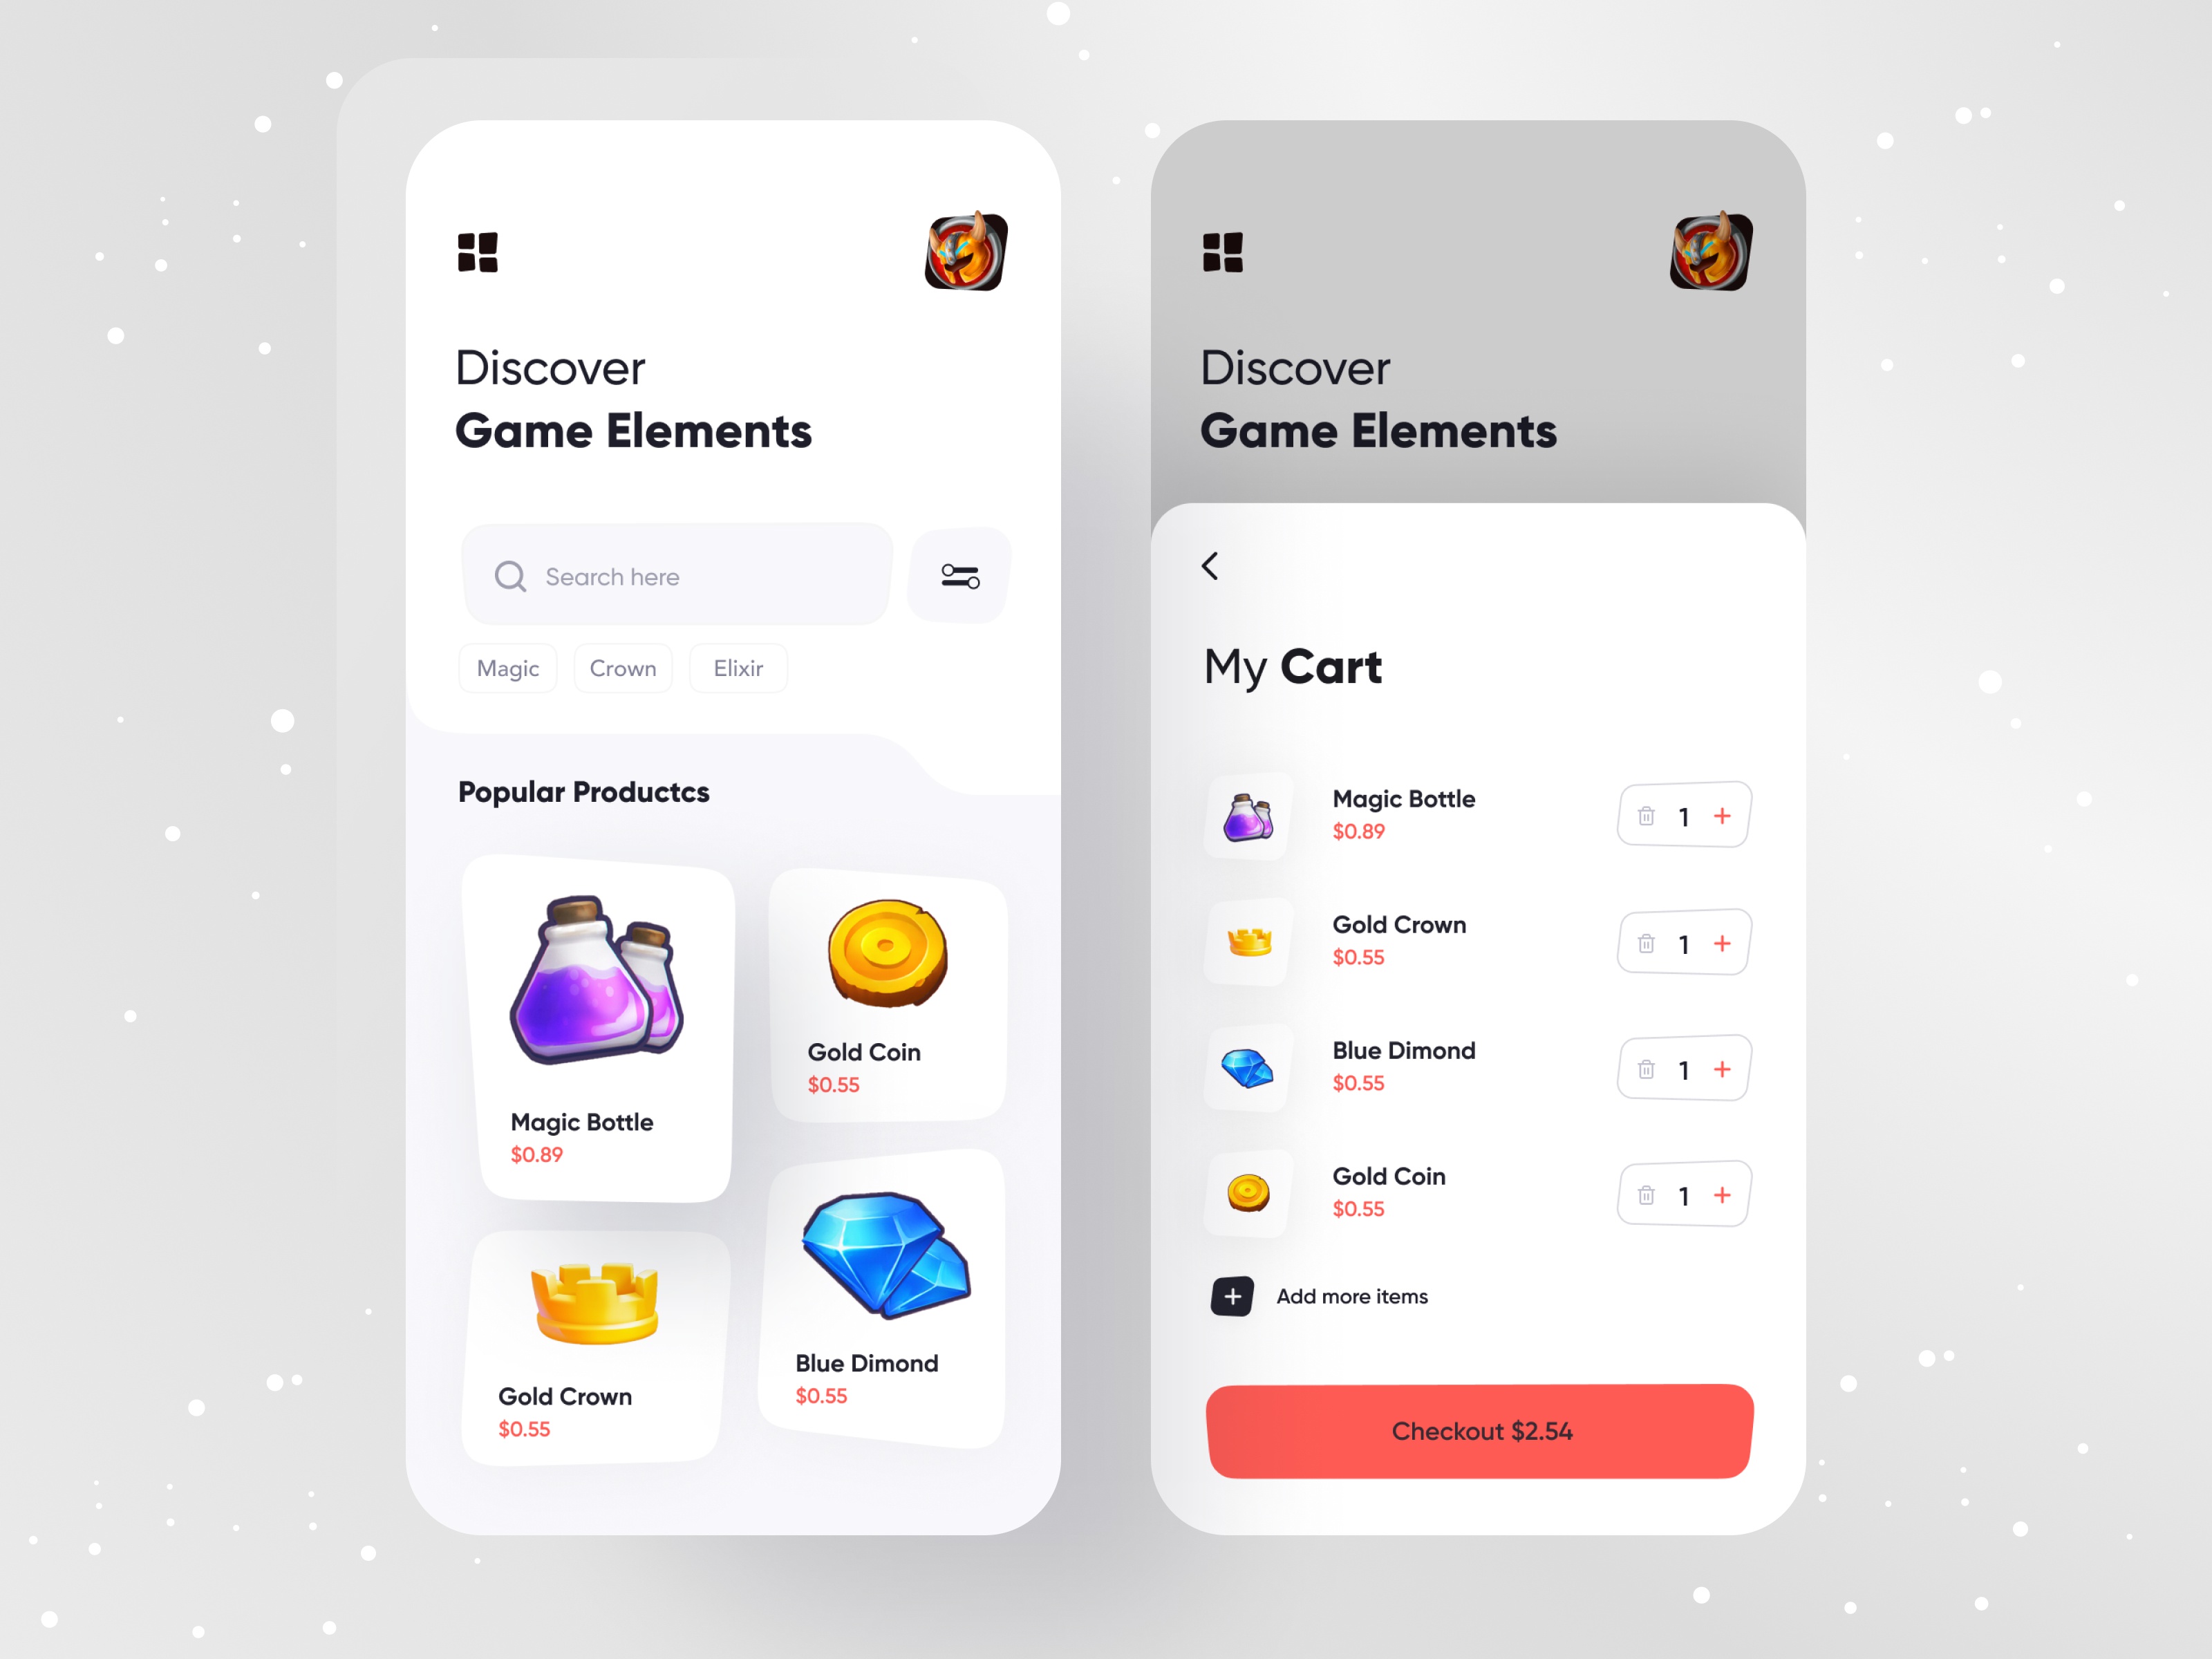 Discover
Game Elements
Search here
Magic
Crown
Elixir
Popular Productcs
Magic Bottle
$0.89
Gold Coin
$0.55
Gold Crown
$0.55
Blue Dimond
$0.55
Discover
Game Elements
My Cart
Magic Bottle
$0.89
1
Gold Crown
$0.55
1
Blue Dimond
$0.55
1
Gold Coin
$0.55
1
Add more items
Checkout $2.54